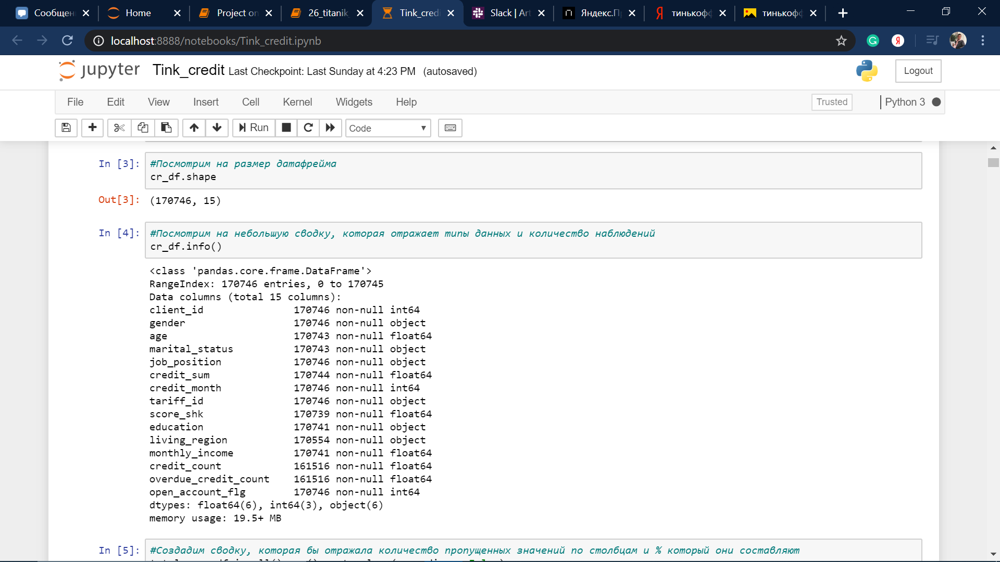 Сообщен Home Project on 26_titanik_ Tink_credi Slack | Art Яндекс.П тинькофф тинькофф
localhost:8888/notebooks/Tink_credit.ipynb
jupyter Tink_credit Last Checkpoint: Last Sunday at 4:23 PM (autosaved) Logout
File Edit View Insert Cell Kernel Widgets Help Trusted Python 3
Run Code
In [3]: #Посмотрим на размер датафрейма
cr_df.shape
Out[3]: (170746, 15)
In [4]: #Посмотрим на небольшую сводку, которая отражает типы данных и количество наблюдений
cr_df.info()
<class 'pandas.core.frame.DataFrame'>
RangeIndex: 170746 entries, 0 to 170745
Data columns (total 15 columns):
client_id 170746 non-null int64
gender 170746 non-null object
age 170743 non-null float64
marital_status 170743 non-null object
job_position 170746 non-null object
credit_sum 170744 non-null float64
credit_month 170746 non-null int64
tariff_id 170746 non-null object
score_shk 170739 non-null float64
education 170741 non-null object
living_region 170554 non-null object
monthly_income 170741 non-null float64
credit_count 161516 non-null float64
overdue_credit_count 161516 non-null float64
open_account_flg 170746 non-null int64
dtypes: float64(6), int64(3), object(6)
memory usage: 19.5+ MB
In [5]: #Создадим сводку, которая бы отражала количество пропущенных значений по столбцам и % который они составляют